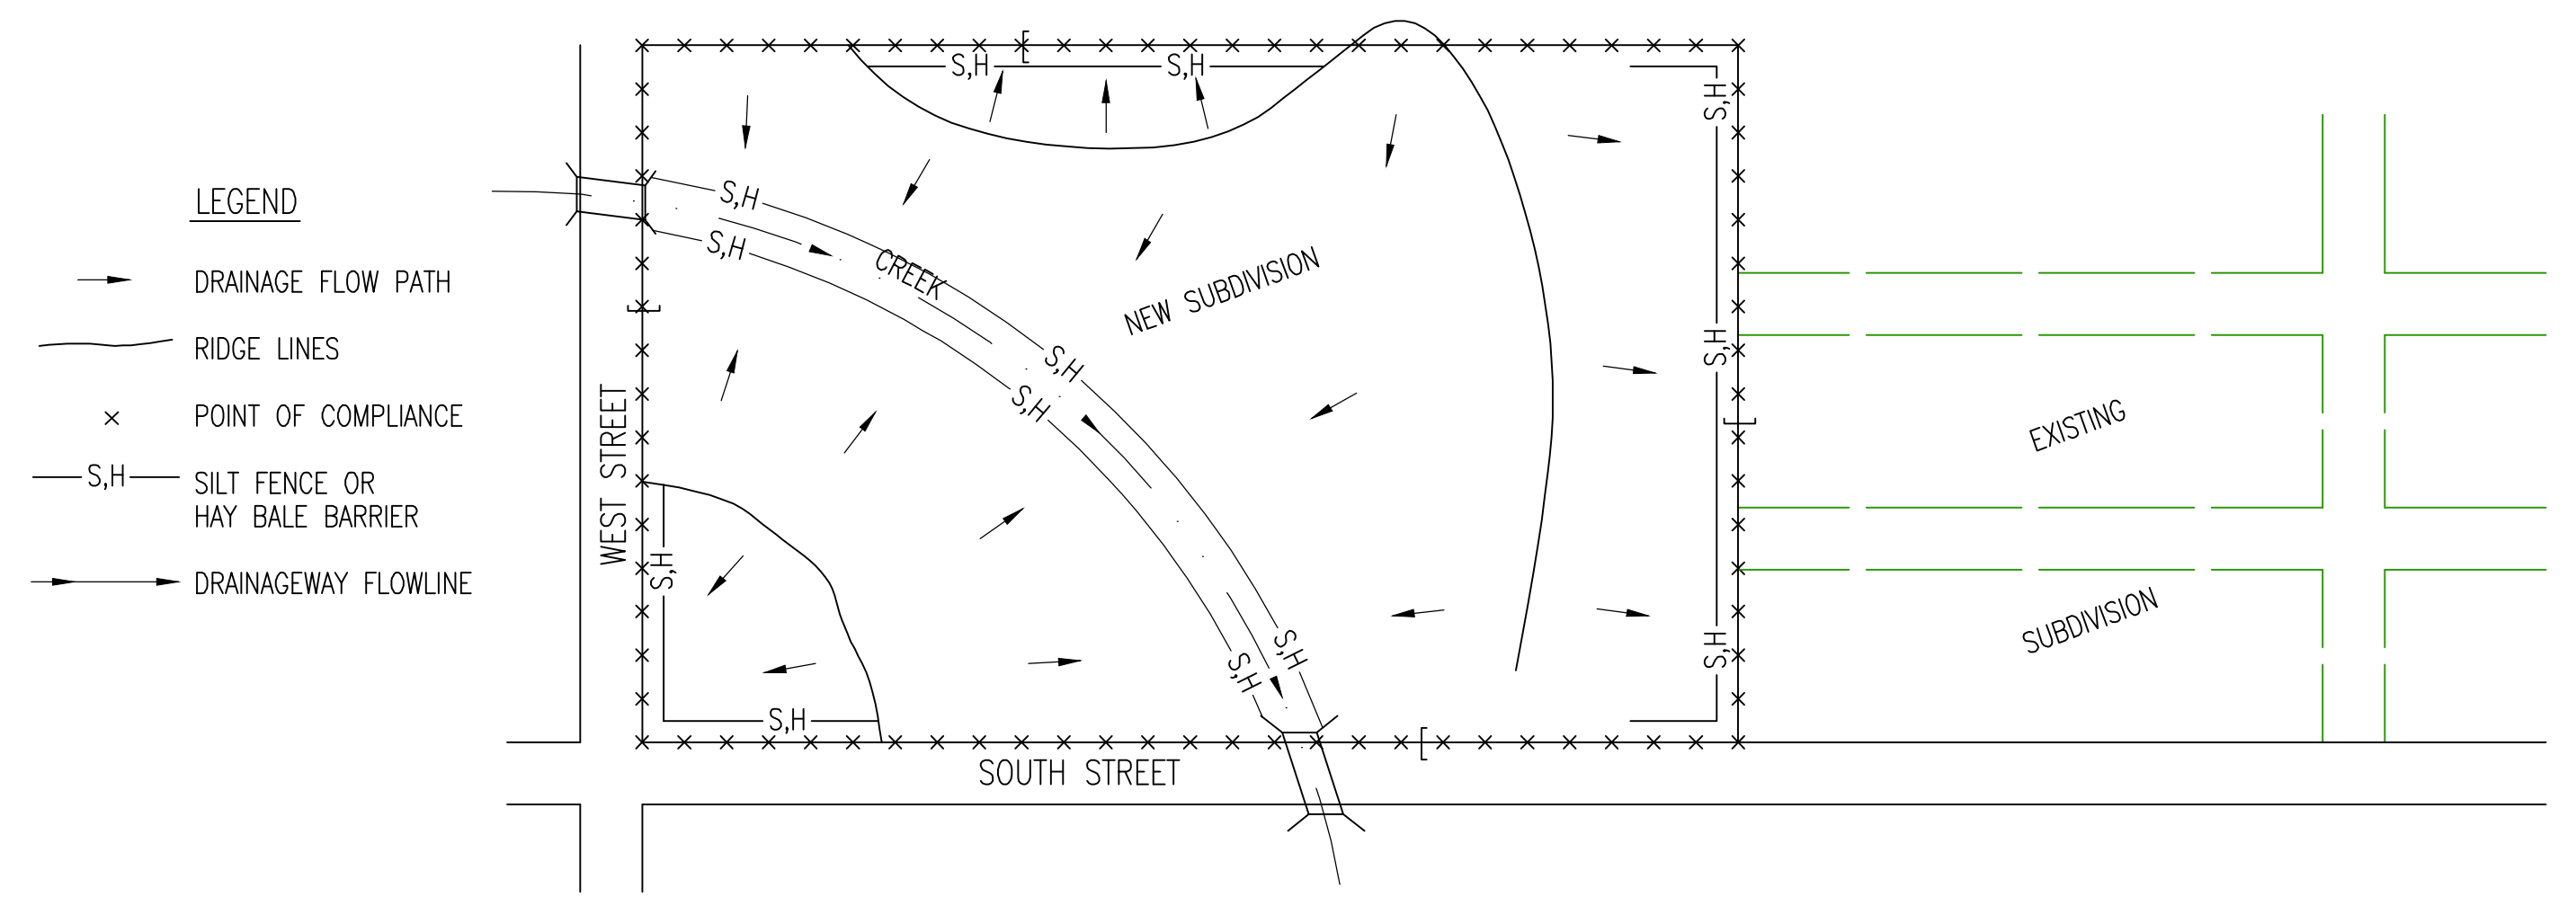 LEGEND
DRAINAGE FLOW PATH
RIDGE LINES
POINT OF COMPLIANCE
S,H
SILT FENCE OR
HAY BALE BARRIER
DRAINAGEWAY FLOWLINE
S,H
S,H
S,H
S,H
S,H
CREEK
NEW SUBDIVISION
S,H
S,H
S,H
WEST STREET
S,H
EXISTING
SUBDIVISION
S,H
S,H
S,H
S,H
SOUTH STREET